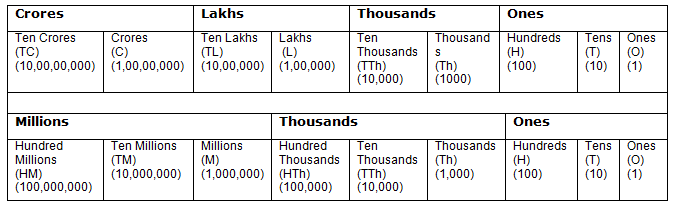 Crores Lakhs Thousands Ones
Ten Crores Crores Ten Lakhs Lakhs Ten Thousand Hundreds Tens Ones
(TC) (C) (TL) (L) Thousands s (H) (T) (O)
(10,00,00,000) (1,00,00,000) (10,00,000) (1,00,000) (TTh) (Th) (100) (10) (1)
(10,000) (1000)
Millions Thousands Ones
Hundred Ten Millions Millions Hundred Ten Thousands Hundreds Tens Ones
Millions (TM) (M) Thousands Thousands (Th) (H) (T) (O)
(HM) (10,000,000) (1,000,000) (HTh) (TTh) (1,000) (100) (10) (1)
(100,000,000) (100,000) (10,000)